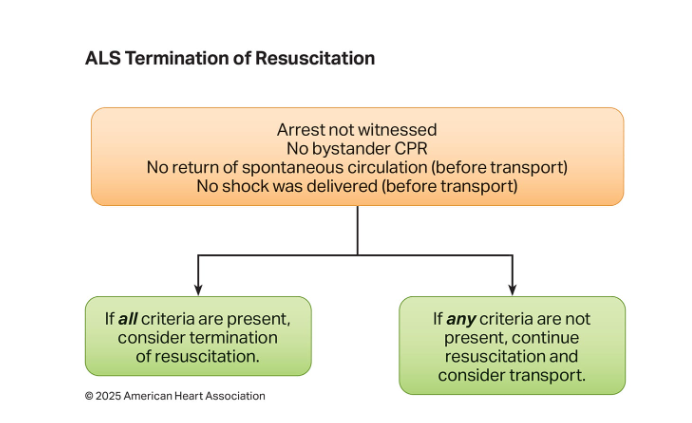 ALS Termination of Resuscitation
Arrest not witnessed
No bystander CPR
No return of spontaneous circulation (before transport)
No shock was delivered (before transport)
If all criteria are present,
consider termination
of resuscitation.
If any criteria are not
present, continue
resuscitation and
consider transport.
© 2025 American Heart Association